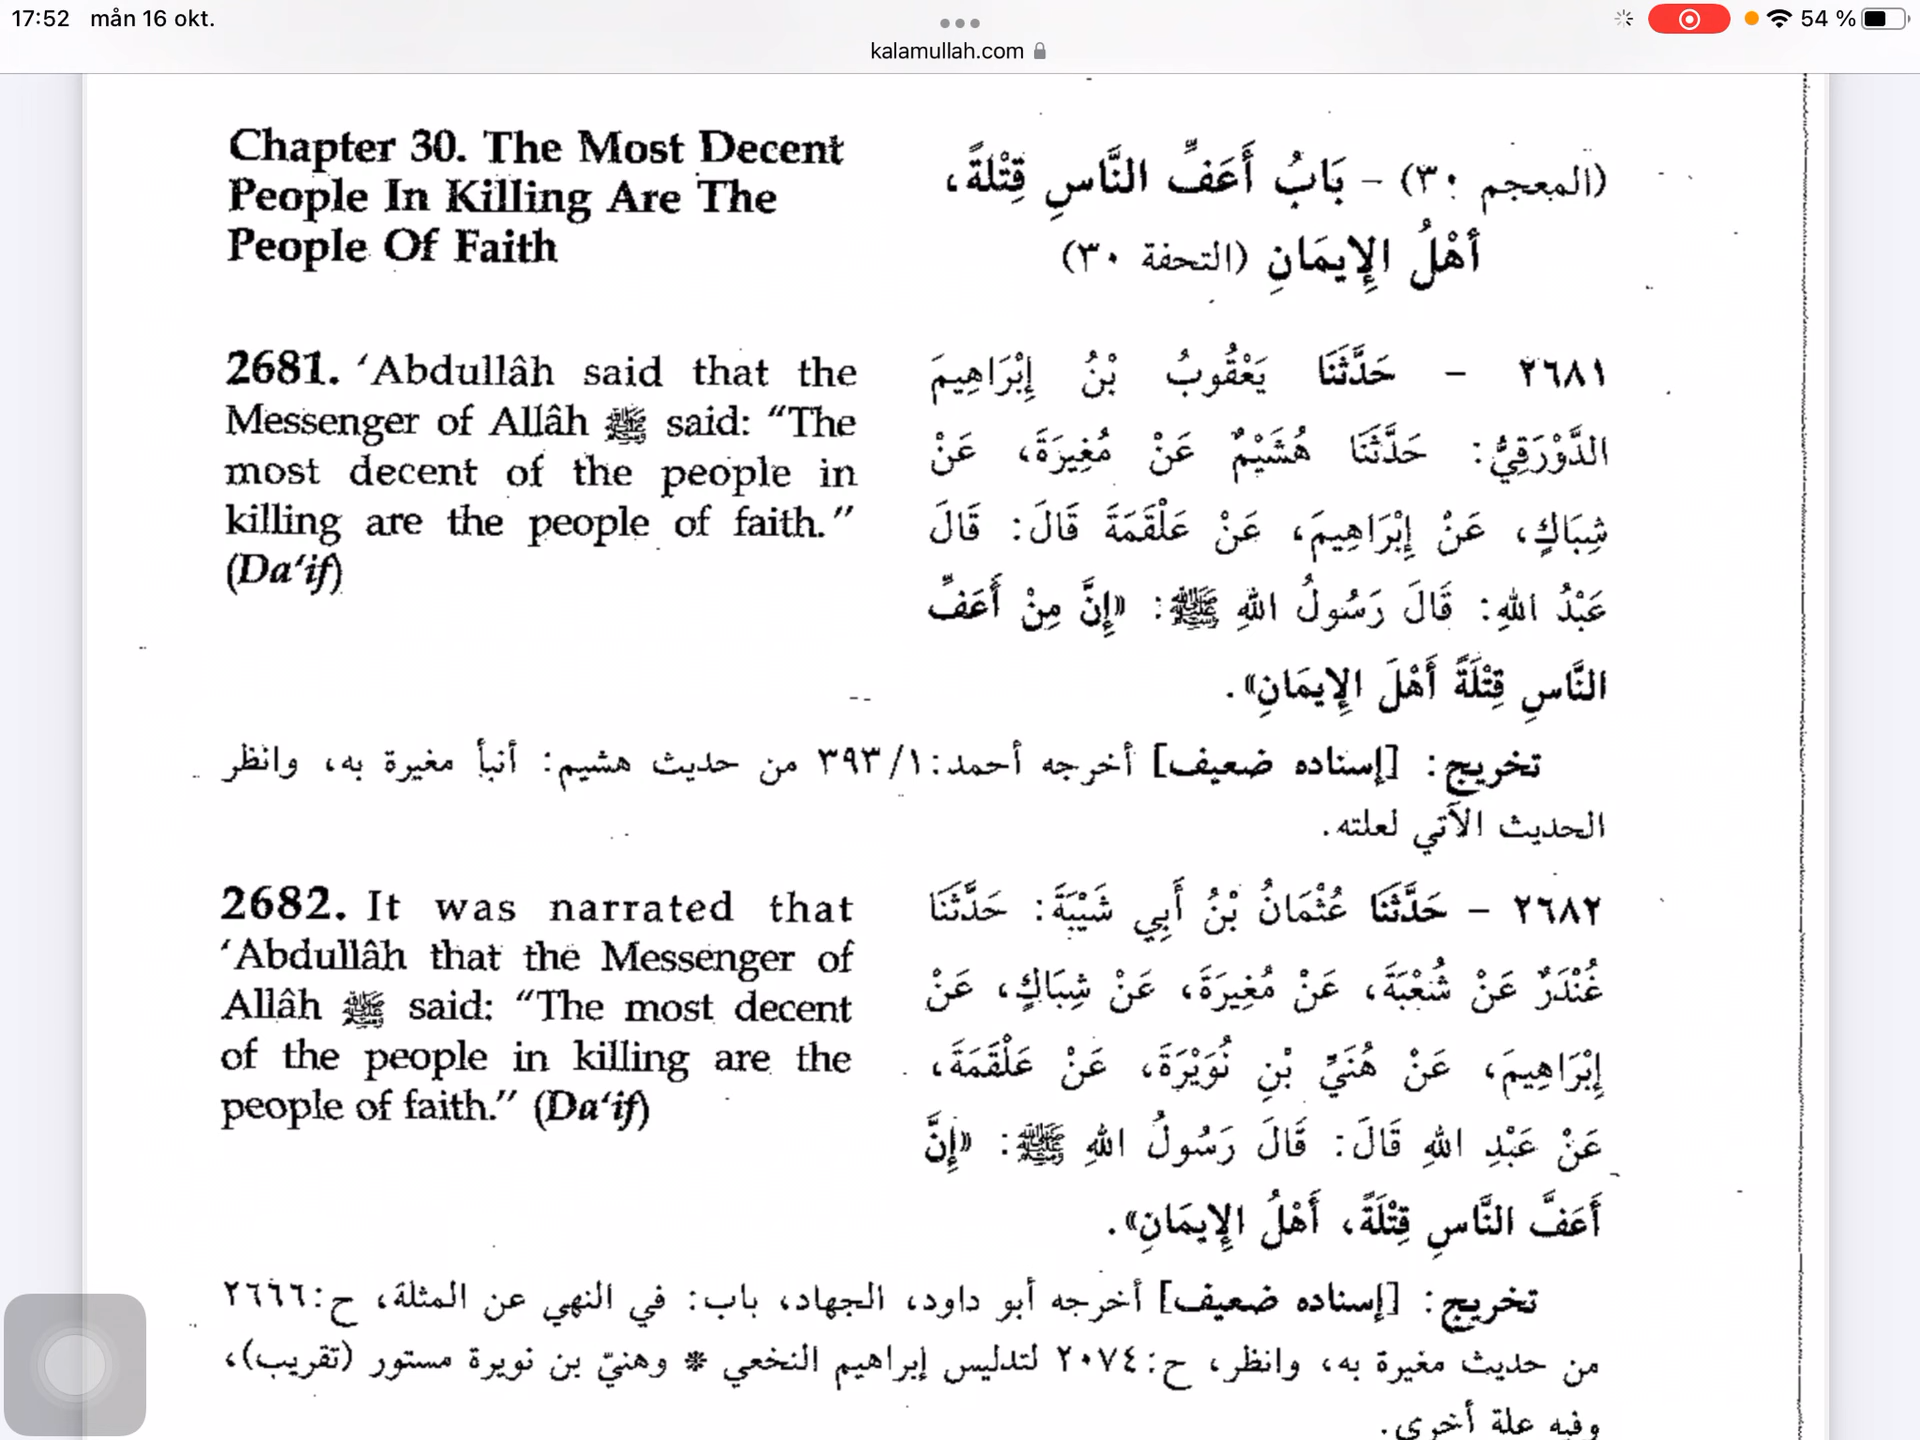 17:52 mån 16 okt.
54 %
kalamullah.com
Chapter 30. The Most Decent
People In Killing Are The
People Of Faith
(المعجم ٣٠) - بَابُ أَعَفِّ النَّاسِ قِتْلَةً،
أَهْلُ الإِيمَانِ (التحفة ٣٠)
2681. ‘Abdullâh said that the
Messenger of Allâh ﷺ said: “The
most decent of the people in
killing are the people of faith.”
(Da‘if)
٢٦٨١ - حَدَّثَنَا يَعْقُوبُ بْنُ إِبْرَاهِيمَ
الدَّوْرَقِيُّ: حَدَّثَنَا هُشَيْمٌ عَنْ مُغِيرَةَ، عَنْ
شِبَاكٍ، عَنْ إِبْرَاهِيمَ، عَنْ عَلْقَمَةَ قَالَ: قَالَ
عَبْدُ اللهِ: قَالَ رَسُولُ اللهِ ﷺ: «إِنَّ مِنْ أَعَفِّ
النَّاسِ قِتْلَةً أَهْلَ الإِيمَانِ».
تخريج: [إسناده ضعيف] أخرجه أحمد: ١/ ٣٩٣ من حديث هشيم: أنبأ مغيرة به، وانظر
الحديث الآتي لعلته.
2682. It was narrated that
‘Abdullâh that the Messenger of
Allâh ﷺ said: “The most decent
of the people in killing are the
people of faith.” (Da‘if)
٢٦٨٢ - حَدَّثَنَا عُثْمَانُ بْنُ أَبِي شَيْبَةَ: حَدَّثَنَا
غُنْدَرٌ عَنْ شُعْبَةَ، عَنْ مُغِيرَةَ، عَنْ شِبَاكٍ، عَنْ
إِبْرَاهِيمَ، عَنْ هُنَيِّ بْنِ نُوَيْرَةَ، عَنْ عَلْقَمَةَ،
عَنْ عَبْدِ اللهِ قَالَ: قَالَ رَسُولُ اللهِ ﷺ: «إِنَّ
أَعَفَّ النَّاسِ قِتْلَةً، أَهْلُ الإِيمَانِ».
تخريج: [إسناده ضعيف] أخرجه أبو داود، الجهاد، باب: في النهي عن المثلة، ح: ٢٦٦٦
من حديث مغيرة به، وانظر، ح: ٢٠٧٤ لتدليس إبراهيم النخعي * وهنيّ بن نويرة مستور (تقريب)،
وفيه علة أخرى.